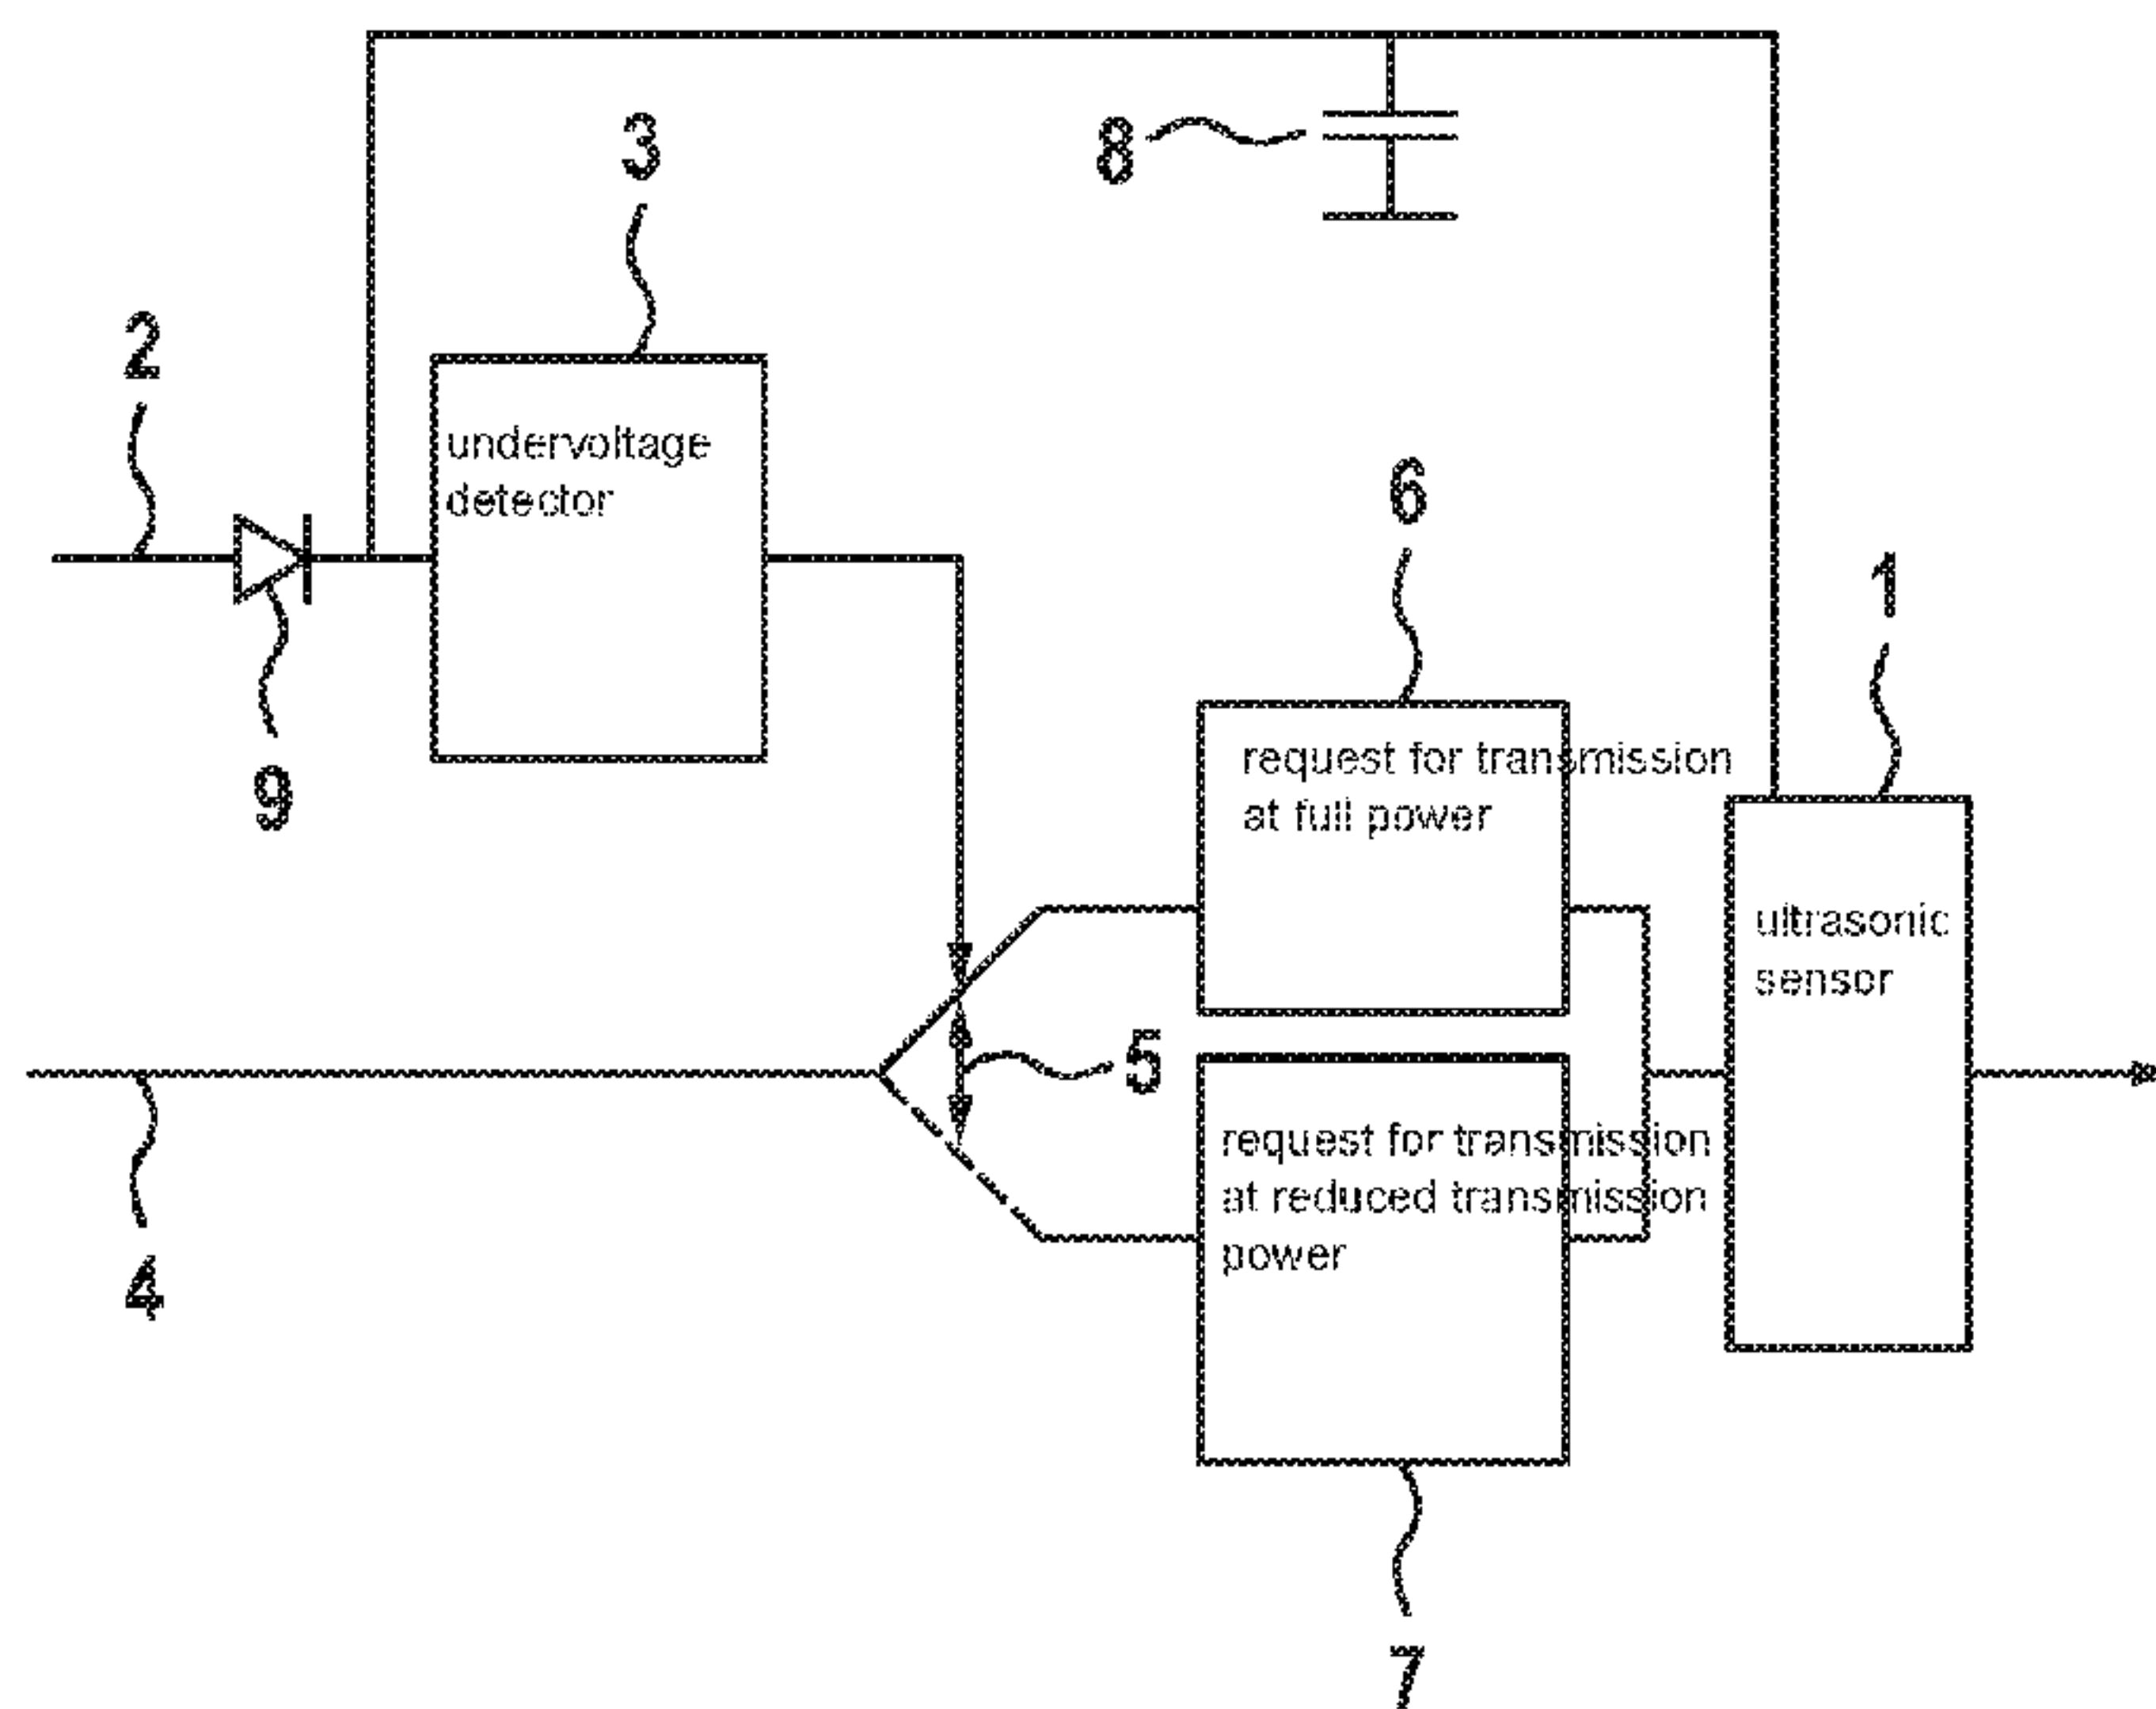 8
3
2
undervoltage
detector
6
1
9
request for transmission
at full power
ultrasonic
sensor
5
request for transmission
at reduced transmission
power
4
7